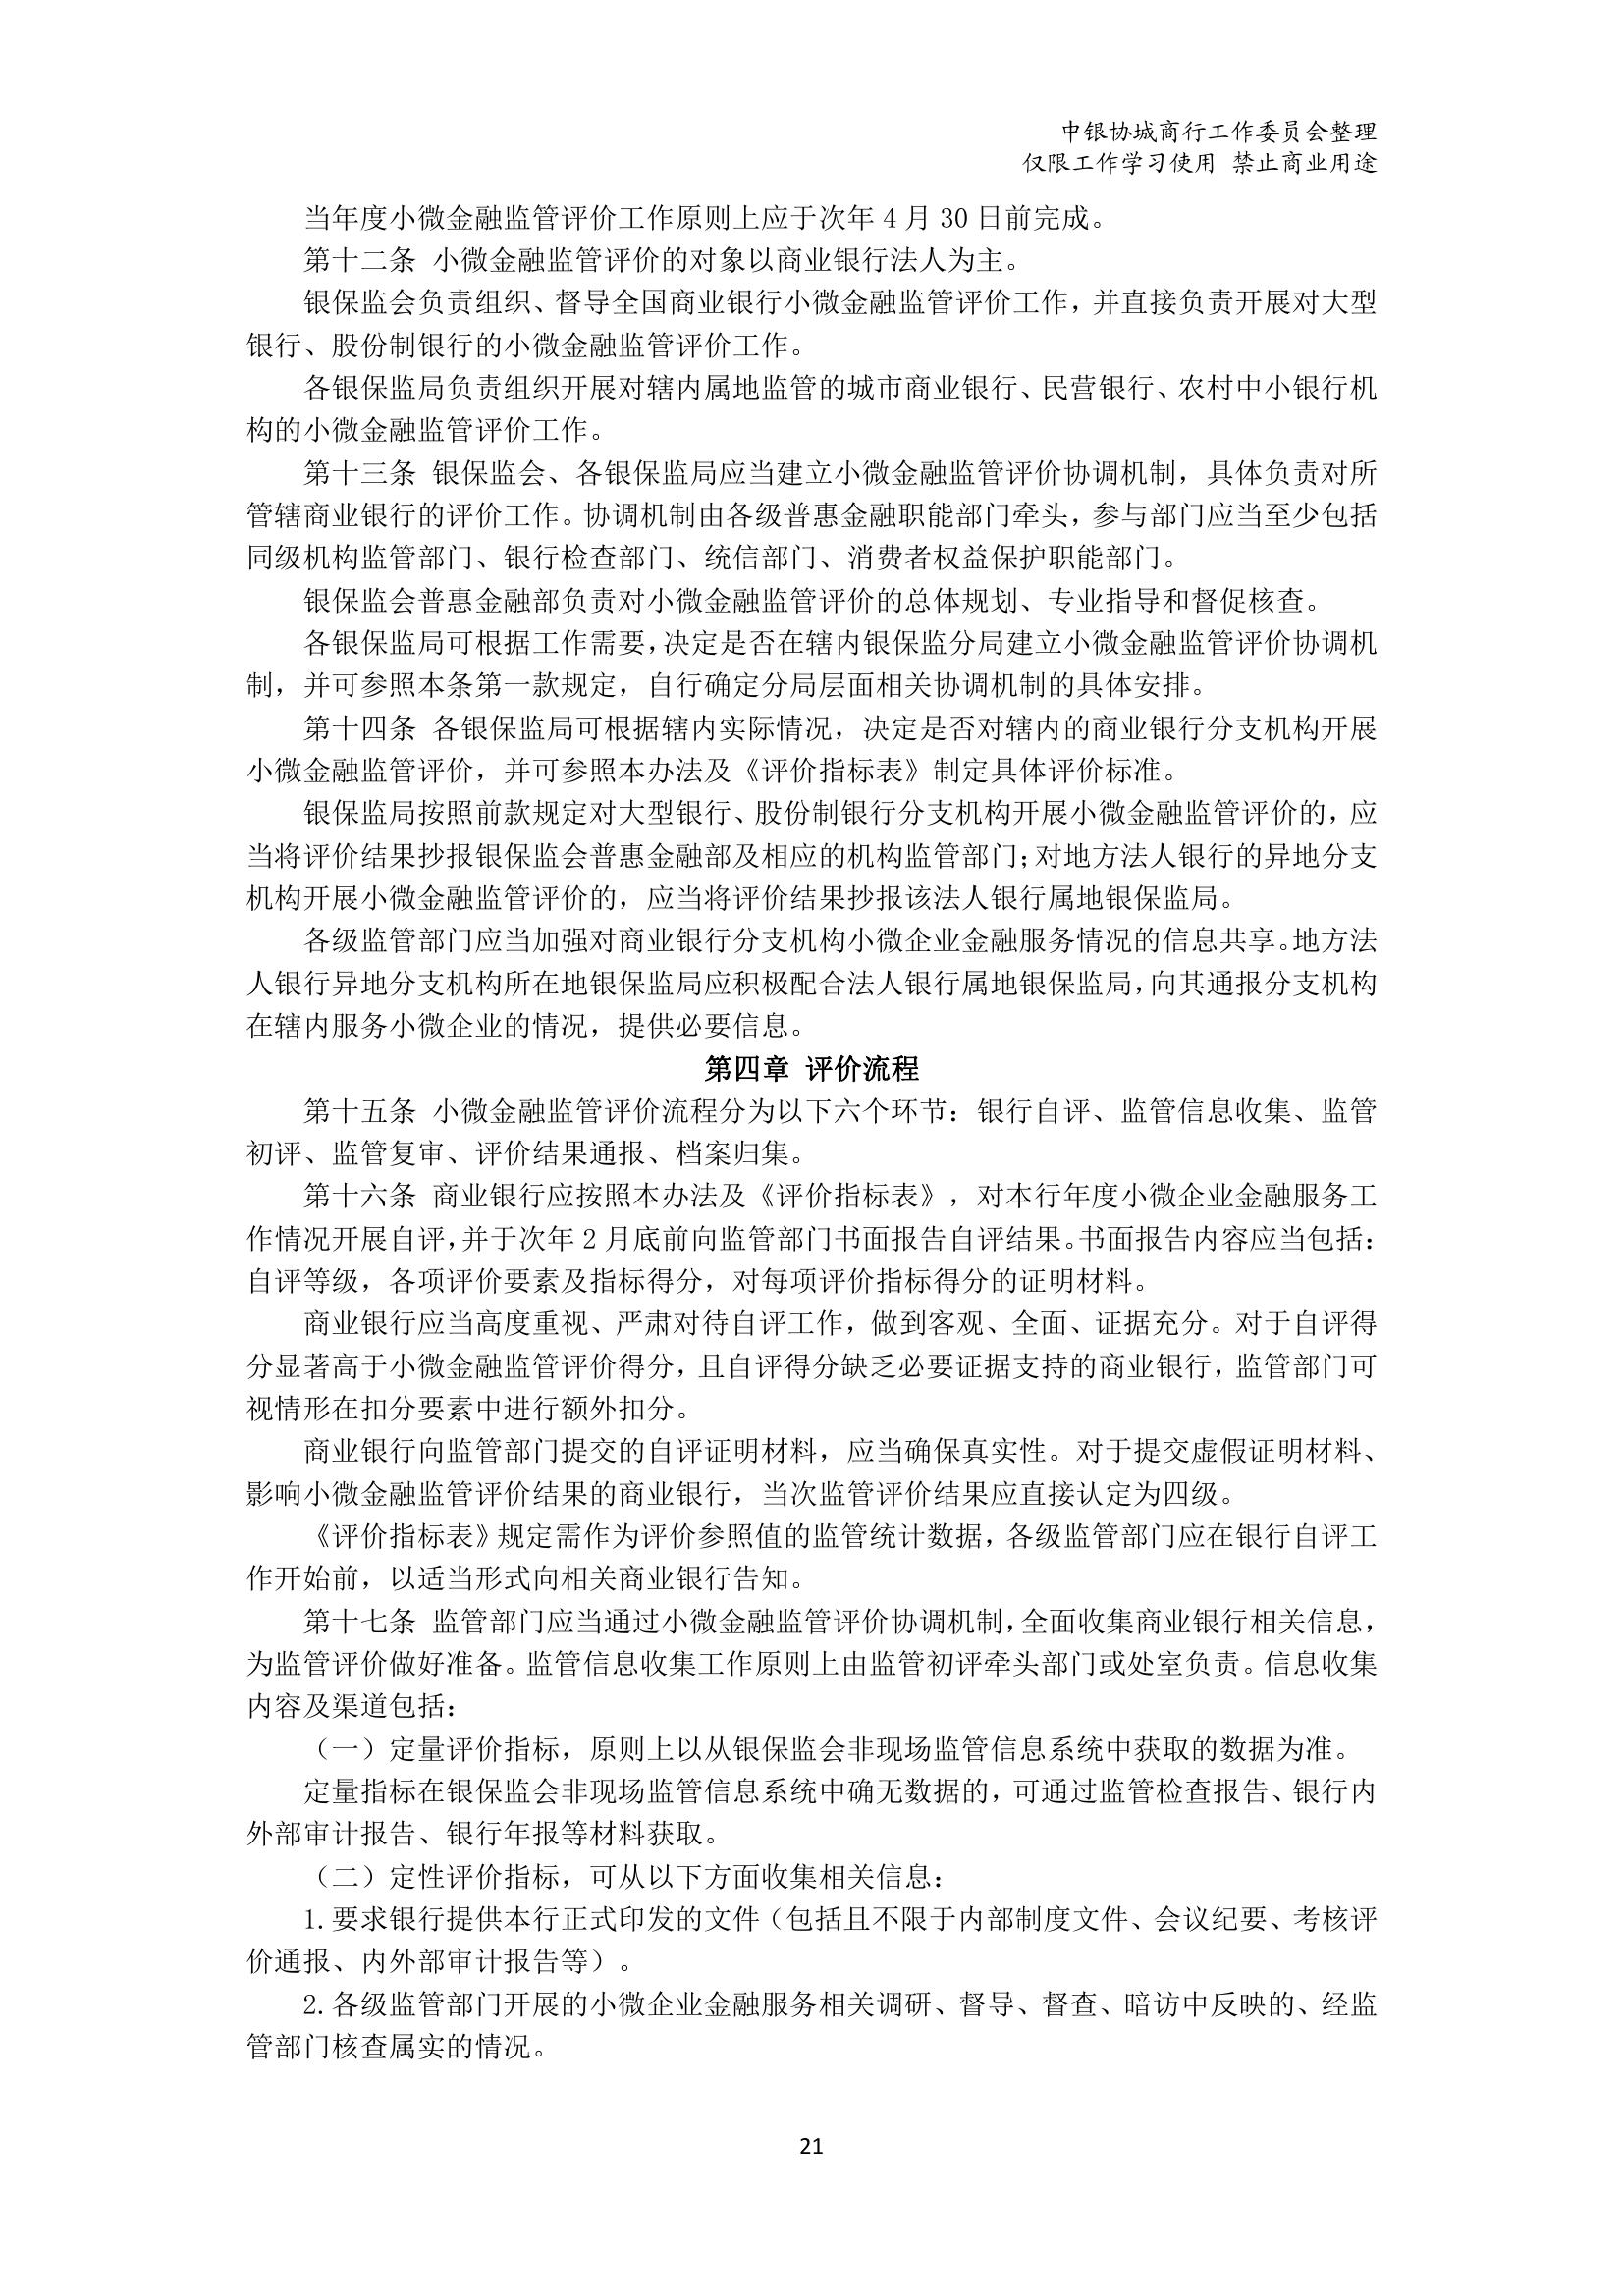 中银协城商行工作委员会整理
仅限工作学习使用 禁止商业用途
当年度小微金融监管评价工作原则上应于次年 4 月 30 日前完成。
第十二条 小微金融监管评价的对象以商业银行法人为主。
银保监会负责组织、督导全国商业银行小微金融监管评价工作，并直接负责开展对大型
银行、股份制银行的小微金融监管评价工作。
各银保监局负责组织开展对辖内属地监管的城市商业银行、民营银行、农村中小银行机
构的小微金融监管评价工作。
第十三条 银保监会、各银保监局应当建立小微金融监管评价协调机制，具体负责对所
管辖商业银行的评价工作。协调机制由各级普惠金融职能部门牵头，参与部门应当至少包括
同级机构监管部门、银行检查部门、统信部门、消费者权益保护职能部门。
银保监会普惠金融部负责对小微金融监管评价的总体规划、专业指导和督促核查。
各银保监局可根据工作需要，决定是否在辖内银保监分局建立小微金融监管评价协调机
制，并可参照本条第一款规定，自行确定分局层面相关协调机制的具体安排。
第十四条 各银保监局可根据辖内实际情况，决定是否对辖内的商业银行分支机构开展
小微金融监管评价，并可参照本办法及《评价指标表》制定具体评价标准。
银保监局按照前款规定对大型银行、股份制银行分支机构开展小微金融监管评价的，应
当将评价结果抄报银保监会普惠金融部及相应的机构监管部门；对地方法人银行的异地分支
机构开展小微金融监管评价的，应当将评价结果抄报该法人银行属地银保监局。
各级监管部门应当加强对商业银行分支机构小微企业金融服务情况的信息共享。地方法
人银行异地分支机构所在地银保监局应积极配合法人银行属地银保监局，向其通报分支机构
在辖内服务小微企业的情况，提供必要信息。
第四章 评价流程
第十五条 小微金融监管评价流程分为以下六个环节：银行自评、监管信息收集、监管
初评、监管复审、评价结果通报、档案归集。
第十六条 商业银行应按照本办法及《评价指标表》，对本行年度小微企业金融服务工
作情况开展自评，并于次年 2 月底前向监管部门书面报告自评结果。书面报告内容应当包括：
自评等级，各项评价要素及指标得分，对每项评价指标得分的证明材料。
商业银行应当高度重视、严肃对待自评工作，做到客观、全面、证据充分。对于自评得
分显著高于小微金融监管评价得分，且自评得分缺乏必要证据支持的商业银行，监管部门可
视情形在扣分要素中进行额外扣分。
商业银行向监管部门提交的自评证明材料，应当确保真实性。对于提交虚假证明材料、
影响小微金融监管评价结果的商业银行，当次监管评价结果应直接认定为四级。
《评价指标表》规定需作为评价参照值的监管统计数据，各级监管部门应在银行自评工
作开始前，以适当形式向相关商业银行告知。
第十七条 监管部门应当通过小微金融监管评价协调机制，全面收集商业银行相关信息，
为监管评价做好准备。监管信息收集工作原则上由监管初评牵头部门或处室负责。信息收集
内容及渠道包括：
（一）定量评价指标，原则上以从银保监会非现场监管信息系统中获取的数据为准。
定量指标在银保监会非现场监管信息系统中确无数据的，可通过监管检查报告、银行内
外部审计报告、银行年报等材料获取。
（二）定性评价指标，可从以下方面收集相关信息：
1.要求银行提供本行正式印发的文件（包括且不限于内部制度文件、会议纪要、考核评
价通报、内外部审计报告等）。
2.各级监管部门开展的小微企业金融服务相关调研、督导、督查、暗访中反映的、经监
管部门核查属实的情况。
21